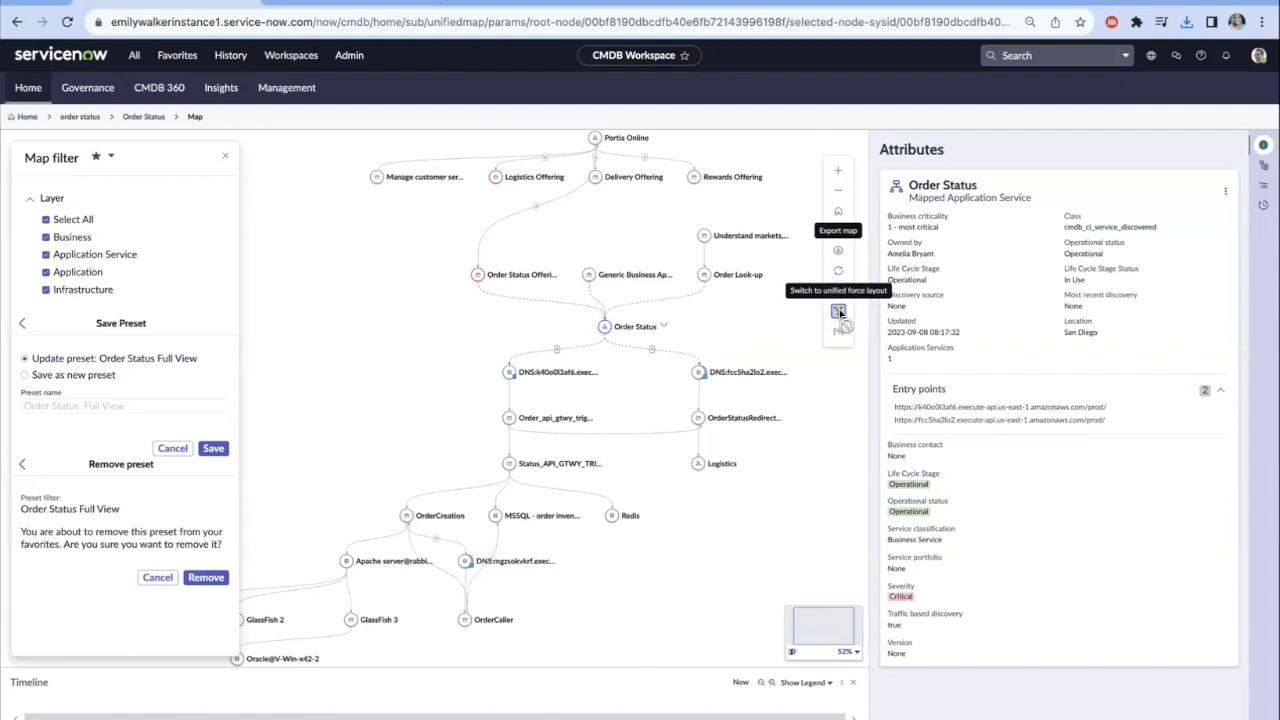 emilywalkerinstance1.service-now.com/now/cmdb/home/sub/unifiedmap/params/root-node/00bf8190dbcdfb40e6fb72143996198f/selected-node-sysid/00bf8190dbcdfb40...
servicenow
All
Favorites
History
Workspaces
Admin
CMDB Workspace
Search
Home
Governance
CMDB 360
Insights
Management
Home > order status > Order Status > Map
Map filter
Layer
Select All
Business
Application Service
Application
Infrastructure
Save Preset
Update preset: Order Status Full View
Save as new preset
Preset name
Order Status Full View
Cancel
Save
Remove preset
Preset filter:
Order Status Full View
You are about to remove this preset from your
favorites. Are you sure you want to remove it?
Cancel
Remove
Portia Online
Manage customer ser...
Logistics Offering
Delivery Offering
Rewards Offering
Understand markets,...
Order Status Offeri...
Generic Business Ap...
Order Look-up
Order Status
DNS:k40o0l3af6.exec...
DNS:fcc5ha2lo2.exec...
Order_api_gtwy_trig...
OrderStatusRedirect...
Status_API_GTWY_TRI...
Logistics
OrderCreation
MSSQL - order inven...
Redis
Apache server@rabbi...
DNS:mgzsokvkrf.exec...
GlassFish 2
GlassFish 3
OrderCaller
Oracle@V-Win-x42-2
Export map
Switch to unified force layout
52%
Timeline
Now
Show Legend
Attributes
Order Status
Mapped Application Service
Business criticality
1 - most critical
Class
cmdb_ci_service_discovered
Owned by
Amelia Bryant
Operational status
Operational
Life Cycle Stage
Operational
Life Cycle Stage Status
In Use
Discovery source
None
Most recent discovery
None
Updated
2023-09-08 08:17:32
Location
San Diego
Application Services
1
Entry points
2
https://k40o0l3af6.execute-api.us-east-1.amazonaws.com/prod/
https://fcc5ha2lo2.execute-api.us-east-1.amazonaws.com/prod/
Business contact
None
Life Cycle Stage
Operational
Operational status
Operational
Service classification
Business Service
Service portfolio
None
Severity
Critical
Traffic based discovery
true
Version
None